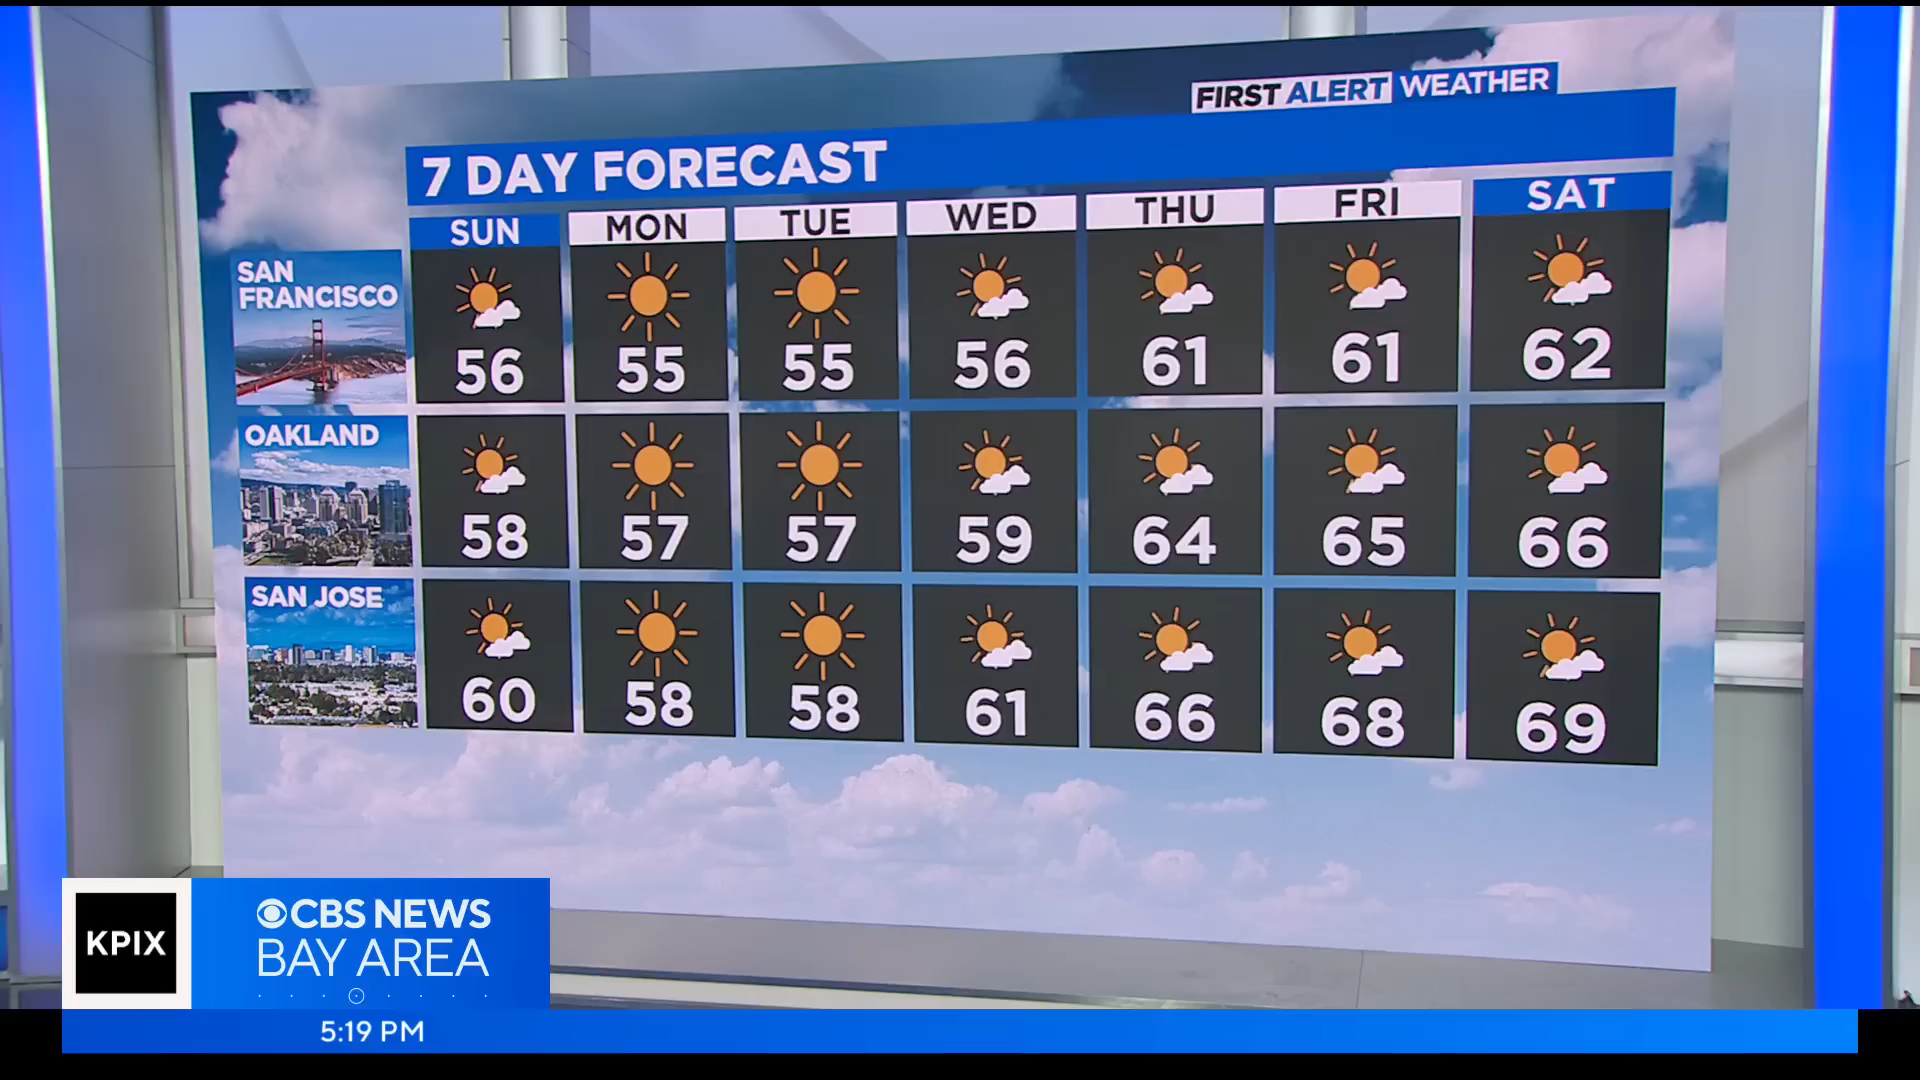 FIRST ALERT WEATHER
7 DAY FORECAST
SUN MON TUE WED THU FRI SAT
SAN
FRANCISCO
56 55 55 56 61 61 62
OAKLAND
58 57 57 59 64 65 66
SAN JOSE
60 58 58 61 66 68 69
KPIX
CBS NEWS
BAY AREA
5:19 PM